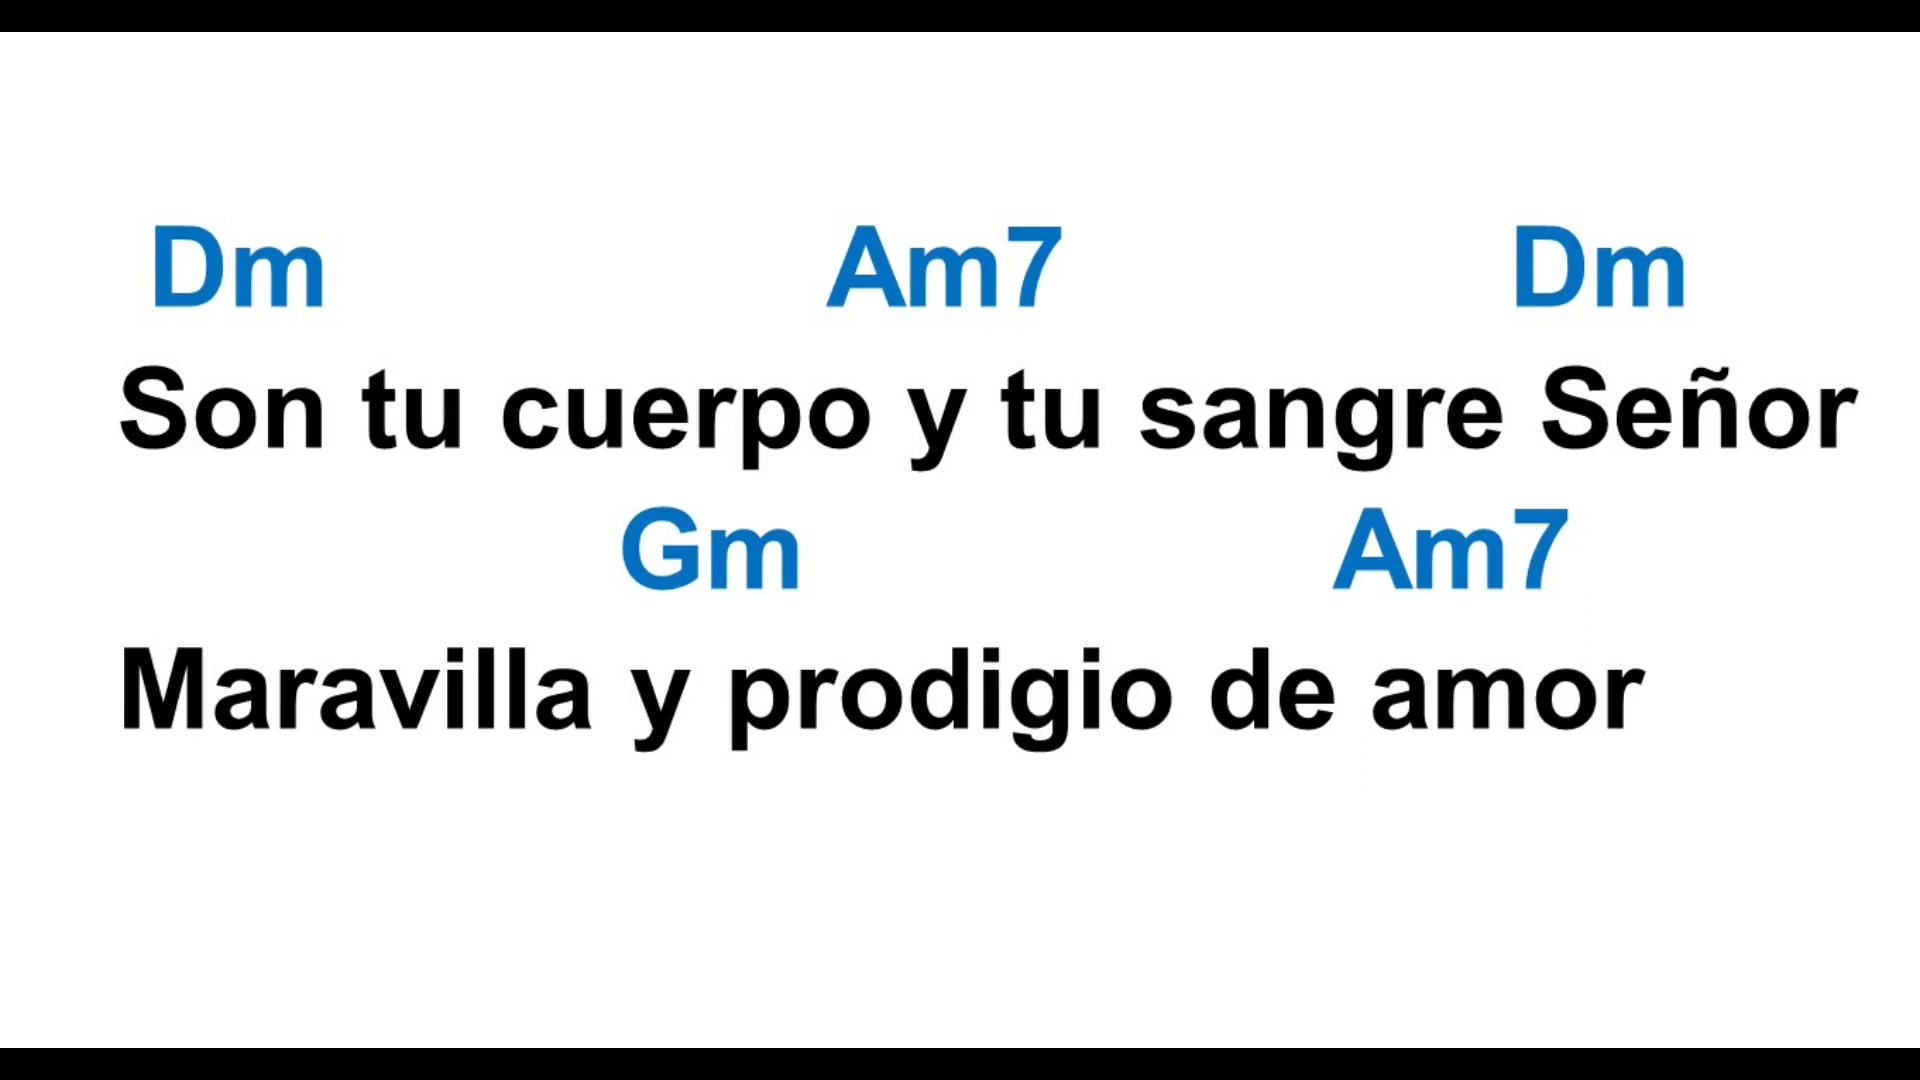 Dm Am7 Dm
Son tu cuerpo y tu sangre Señor
Gm Am7
Maravilla y prodigio de amor